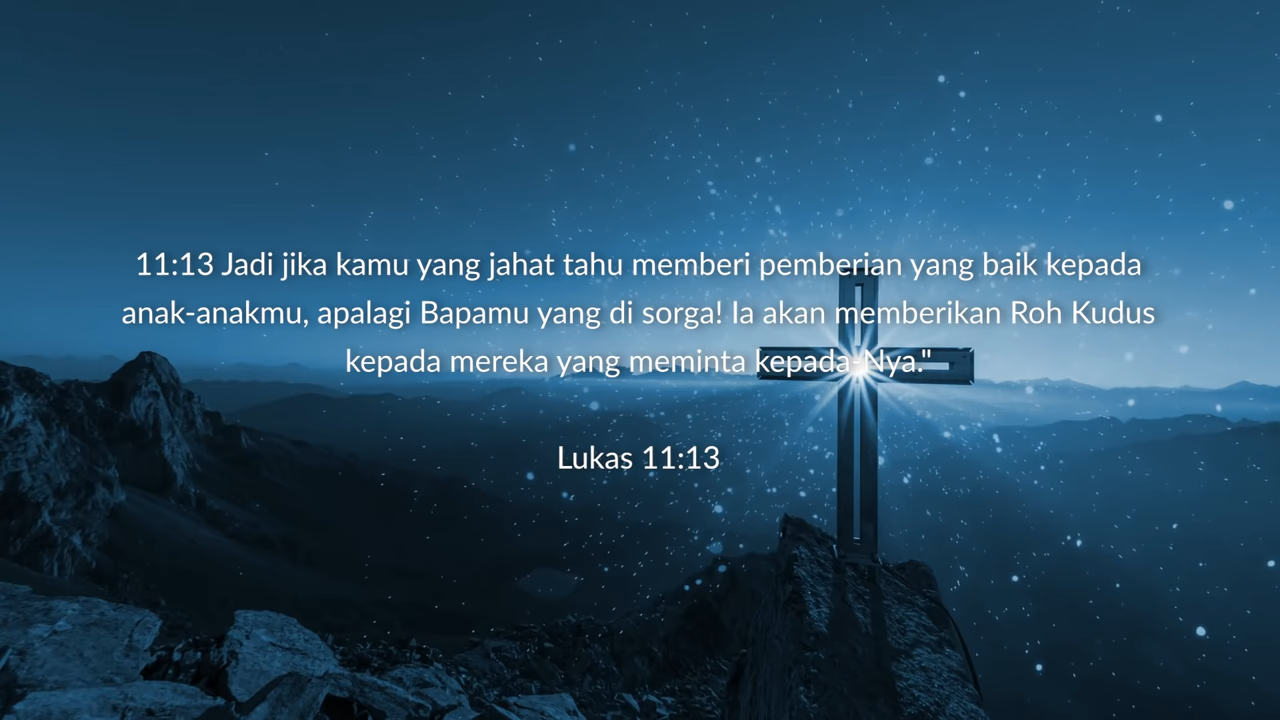 11:13 Jadi jika kamu yang jahat tahu memberi pemberian yang baik kepada
anak-anakmu, apalagi Bapamu yang di sorga! Ia akan memberikan Roh Kudus
kepada mereka yang meminta kepada-Nya."
Lukas 11:13